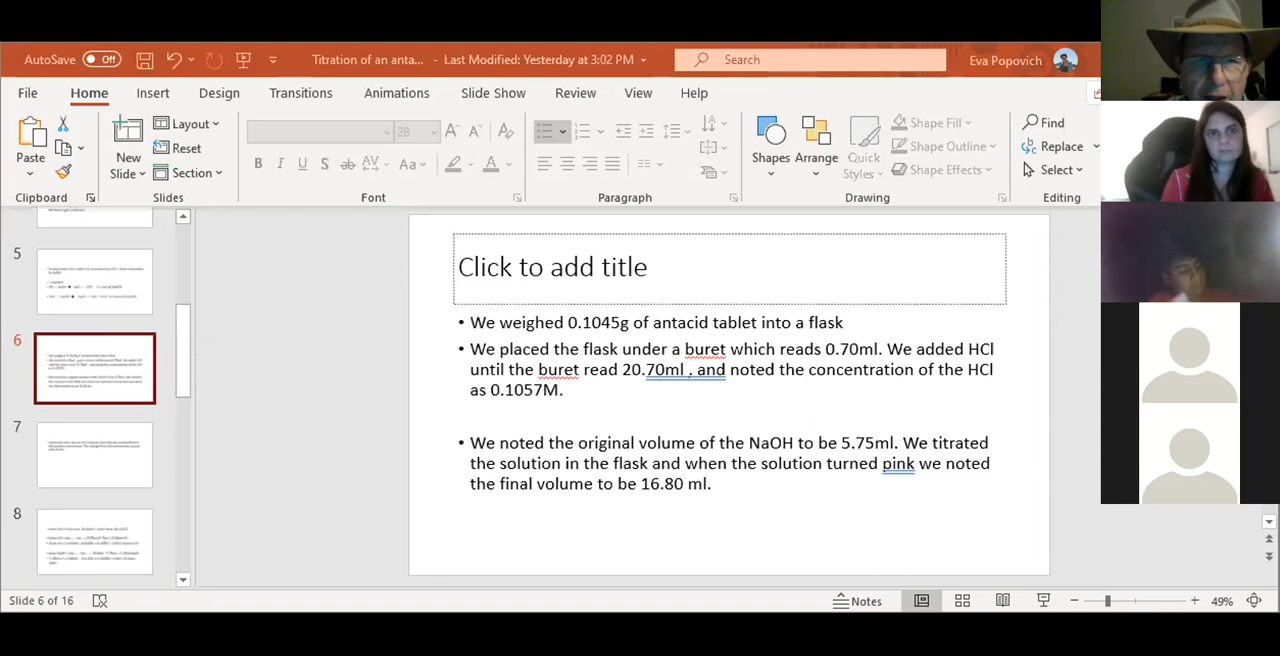 AutoSave Off Titration of an anta... - Last Modified: Yesterday at 3:02 PM Search Eva Popovich
File Home Insert Design Transitions Animations Slide Show Review View Help
Paste New Slide Layout Reset Section 28 B I U S ab AV Aa A Shapes Arrange Quick Styles Shape Fill Shape Outline Shape Effects Find Replace Select
Clipboard Slides Font Paragraph Drawing Editing
5
6
7
8
Click to add title
• We weighed 0.1045g of antacid tablet into a flask
• We placed the flask under a buret which reads 0.70ml. We added HCl
until the buret read 20.70ml , and noted the concentration of the HCl
as 0.1057M.
• We noted the original volume of the NaOH to be 5.75ml. We titrated
the solution in the flask and when the solution turned pink we noted
the final volume to be 16.80 ml.
Slide 6 of 16 Notes 49%